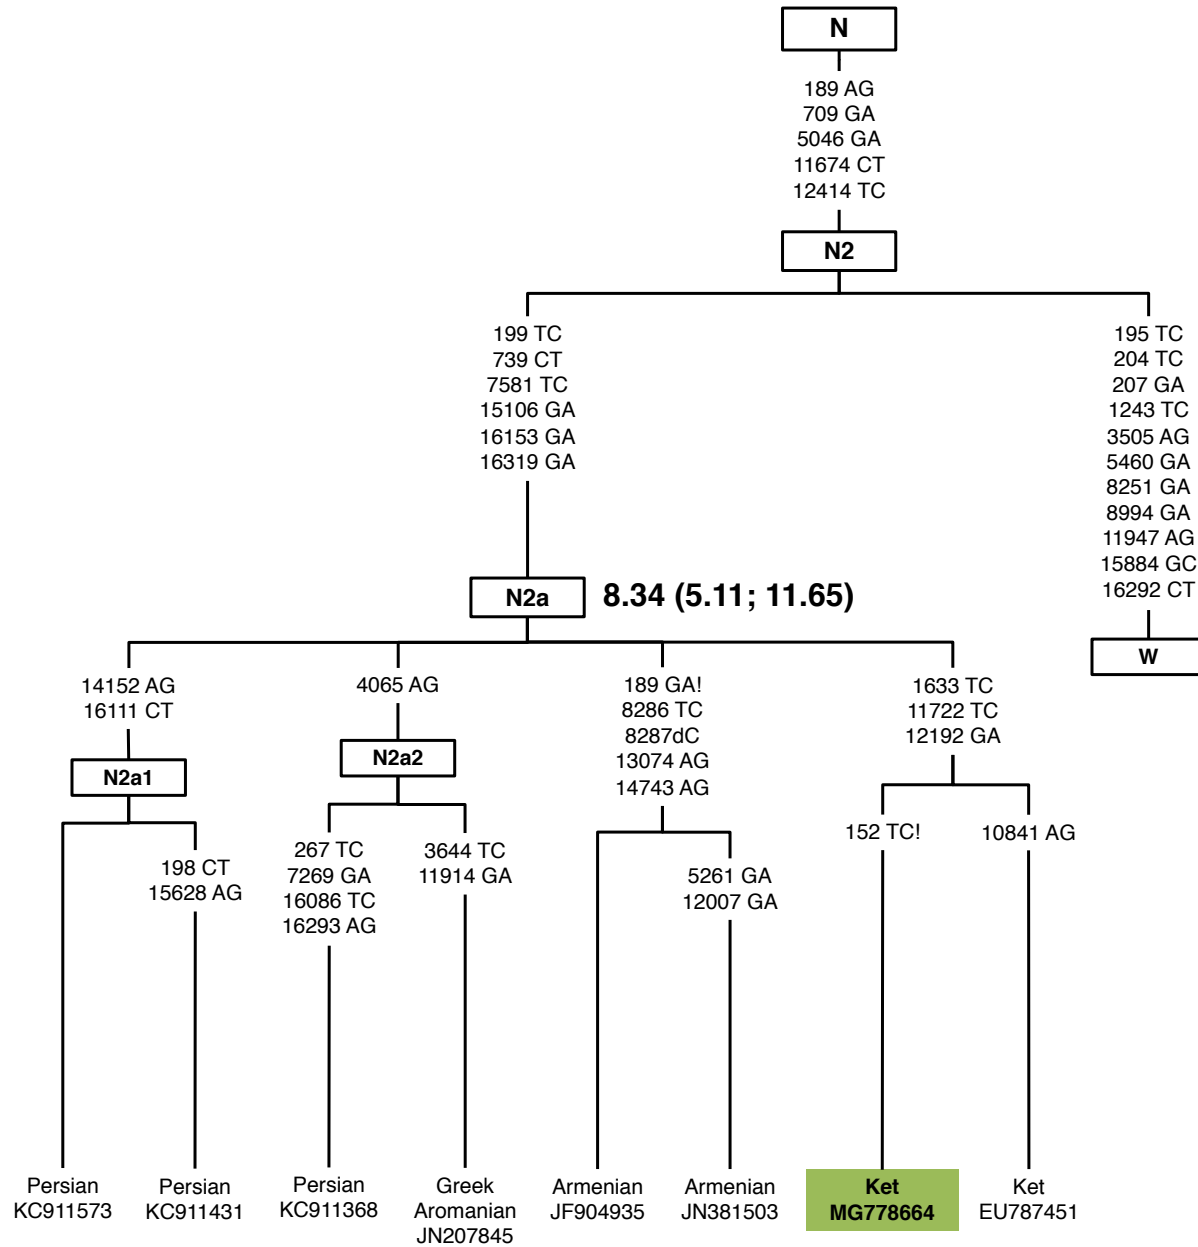 N
189 AG
709 GA
5046 GA
11674 CT
12414 TC
N2
199 TC
739 CT
7581 TC
15106 GA
16153 GA
16319 GA
195 TC
204 TC
207 GA
1243 TC
3505 AG
5460 GA
8251 GA
8994 GA
11947 AG
15884 GC
16292 CT
N2a
8.34 (5.11; 11.65)
W
14152 AG
16111 CT
N2a1
198 CT
15628 AG
4065 AG
N2a2
267 TC
7269 GA
16086 TC
16293 AG
3644 TC
11914 GA
189 GA!
8286 TC
8287dC
13074 AG
14743 AG
5261 GA
12007 GA
1633 TC
11722 TC
12192 GA
152 TC!
10841 AG
Persian
KC911573
Persian
KC911431
Persian
KC911368
Greek
Aromanian
JN207845
Armenian
JF904935
Armenian
JN381503
Ket
MG778664
Ket
EU787451